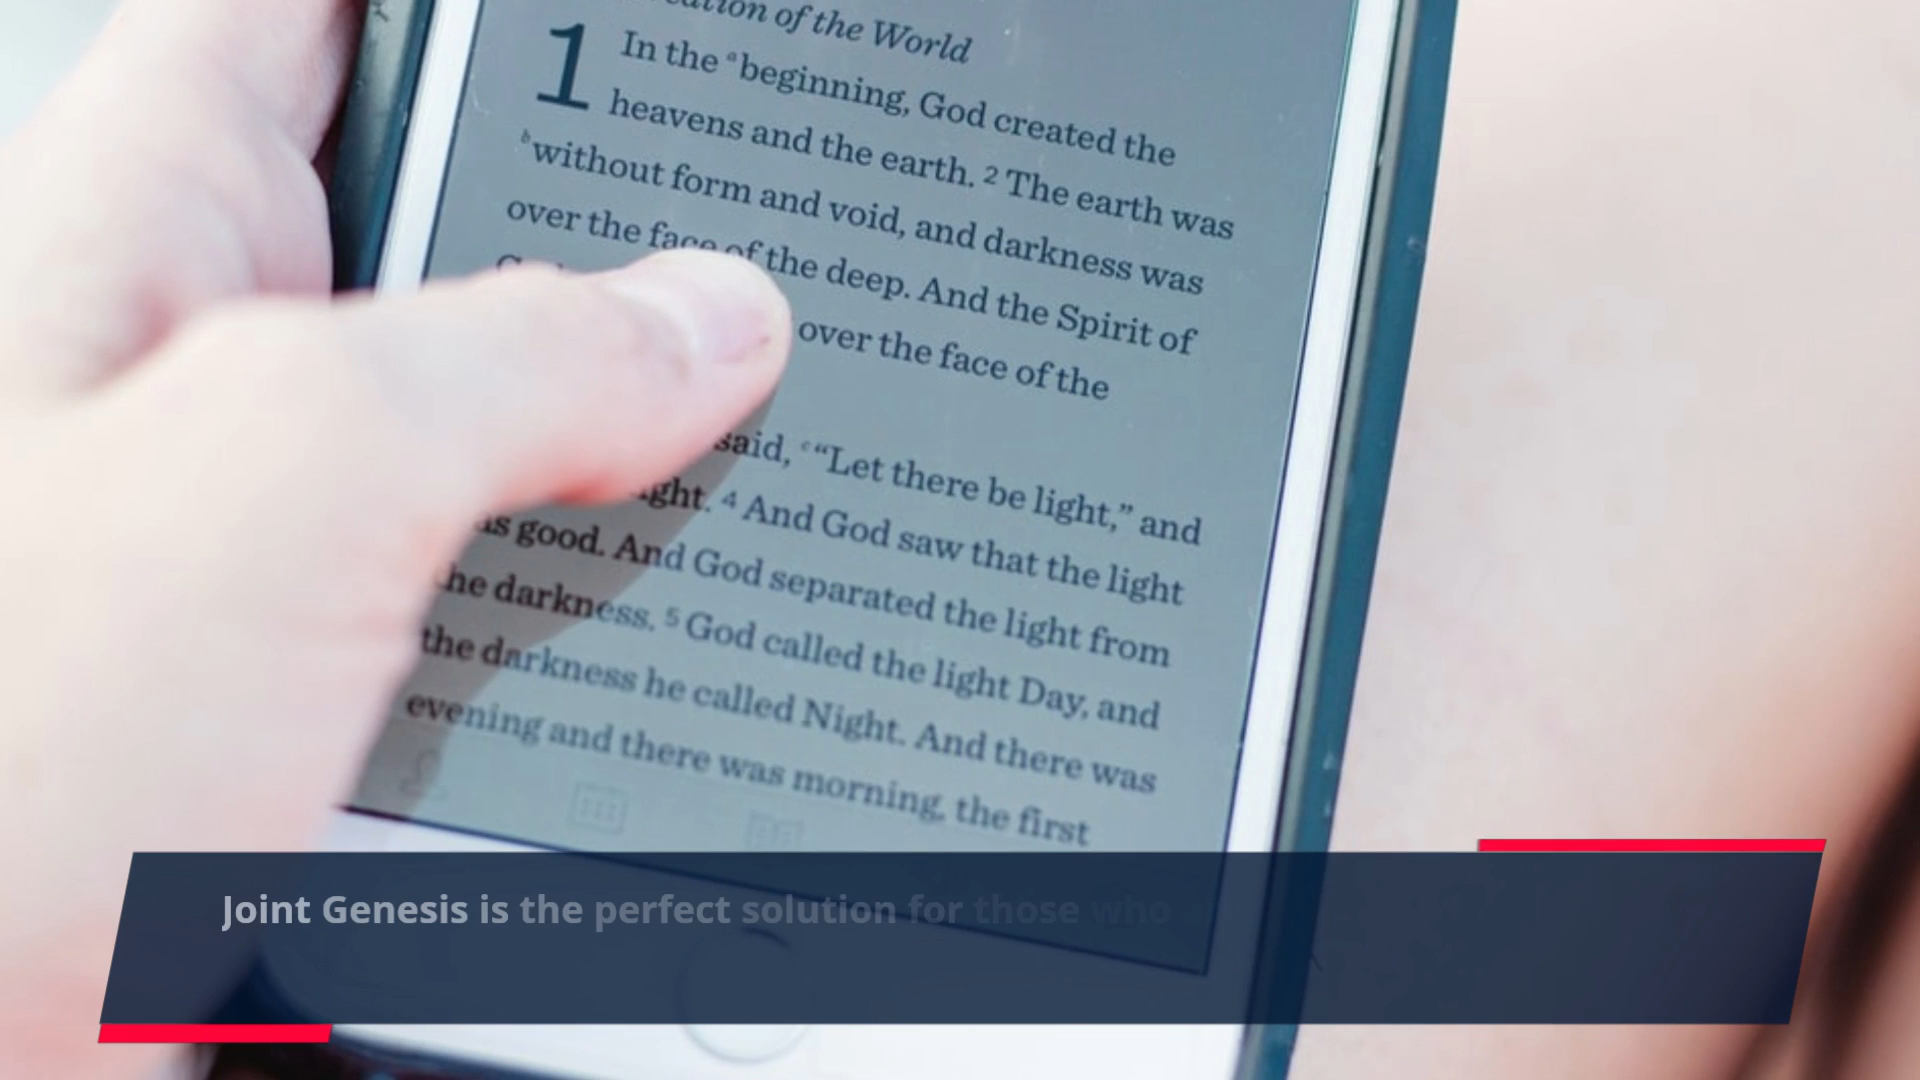 of the World
1 In the a beginning, God created the
heavens and the earth. 2 The earth was
b without form and void, and darkness was
over the face of the deep. And the Spirit of
over the face of the
said, c “Let there be light,” and
4 And God saw that the light
good. And God separated the light from
the darkness. 5 God called the light Day, and
the darkness he called Night. And there was
evening and there was morning, the first
Joint Genesis is the perfect solution for those who